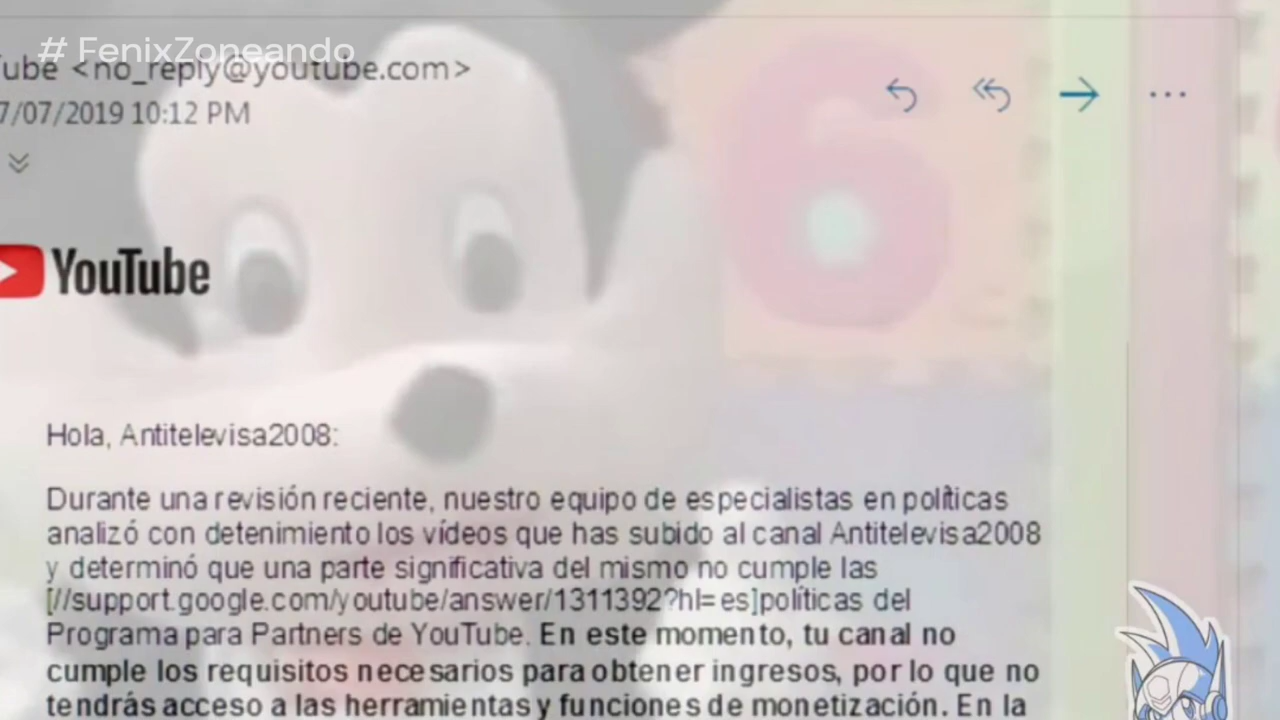 # FenixZoneando
Tube <no_reply@youtube.com>
7/07/2019 10:12 PM
YouTube
Hola, Antitelevisa2008:
Durante una revisión reciente, nuestro equipo de especialistas en políticas
analizó con detenimiento los vídeos que has subido al canal Antitelevisa2008
y determinó que una parte significativa del mismo no cumple las
[//support.google.com/youtube/answer/1311392?hl=es]políticas del
Programa para Partners de YouTube. En este momento, tu canal no
cumple los requisitos necesarios para obtener ingresos, por lo que no
tendrás acceso a las herramientas y funciones de monetización. En la
6